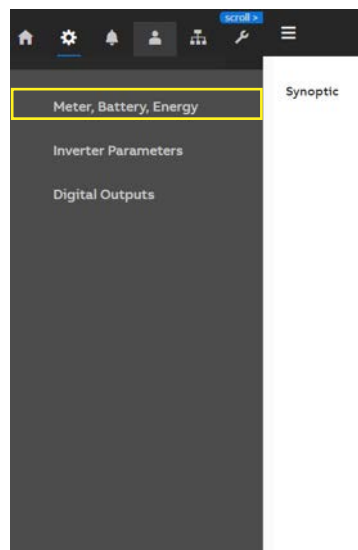 scroll >
Synoptic
Meter, Battery, Energy
Inverter Parameters
Digital Outputs